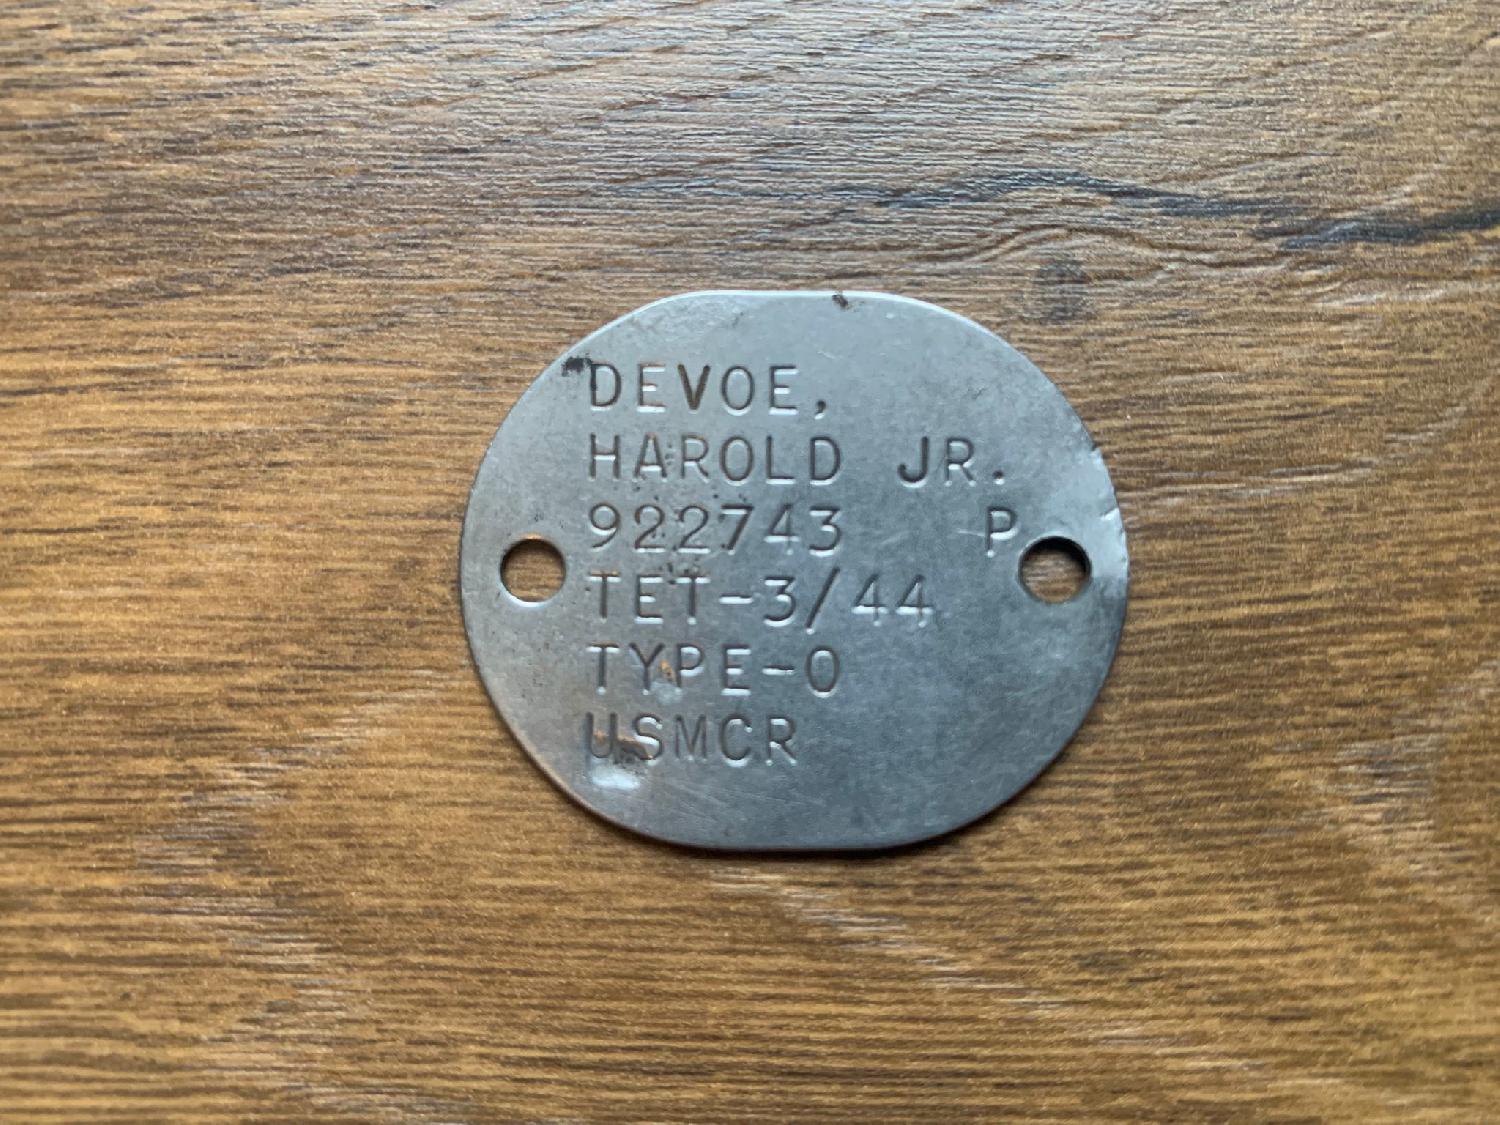 DEVOE,
HAROLD JR.
922743 P
TET-3/44
TYPE-O
USMCR